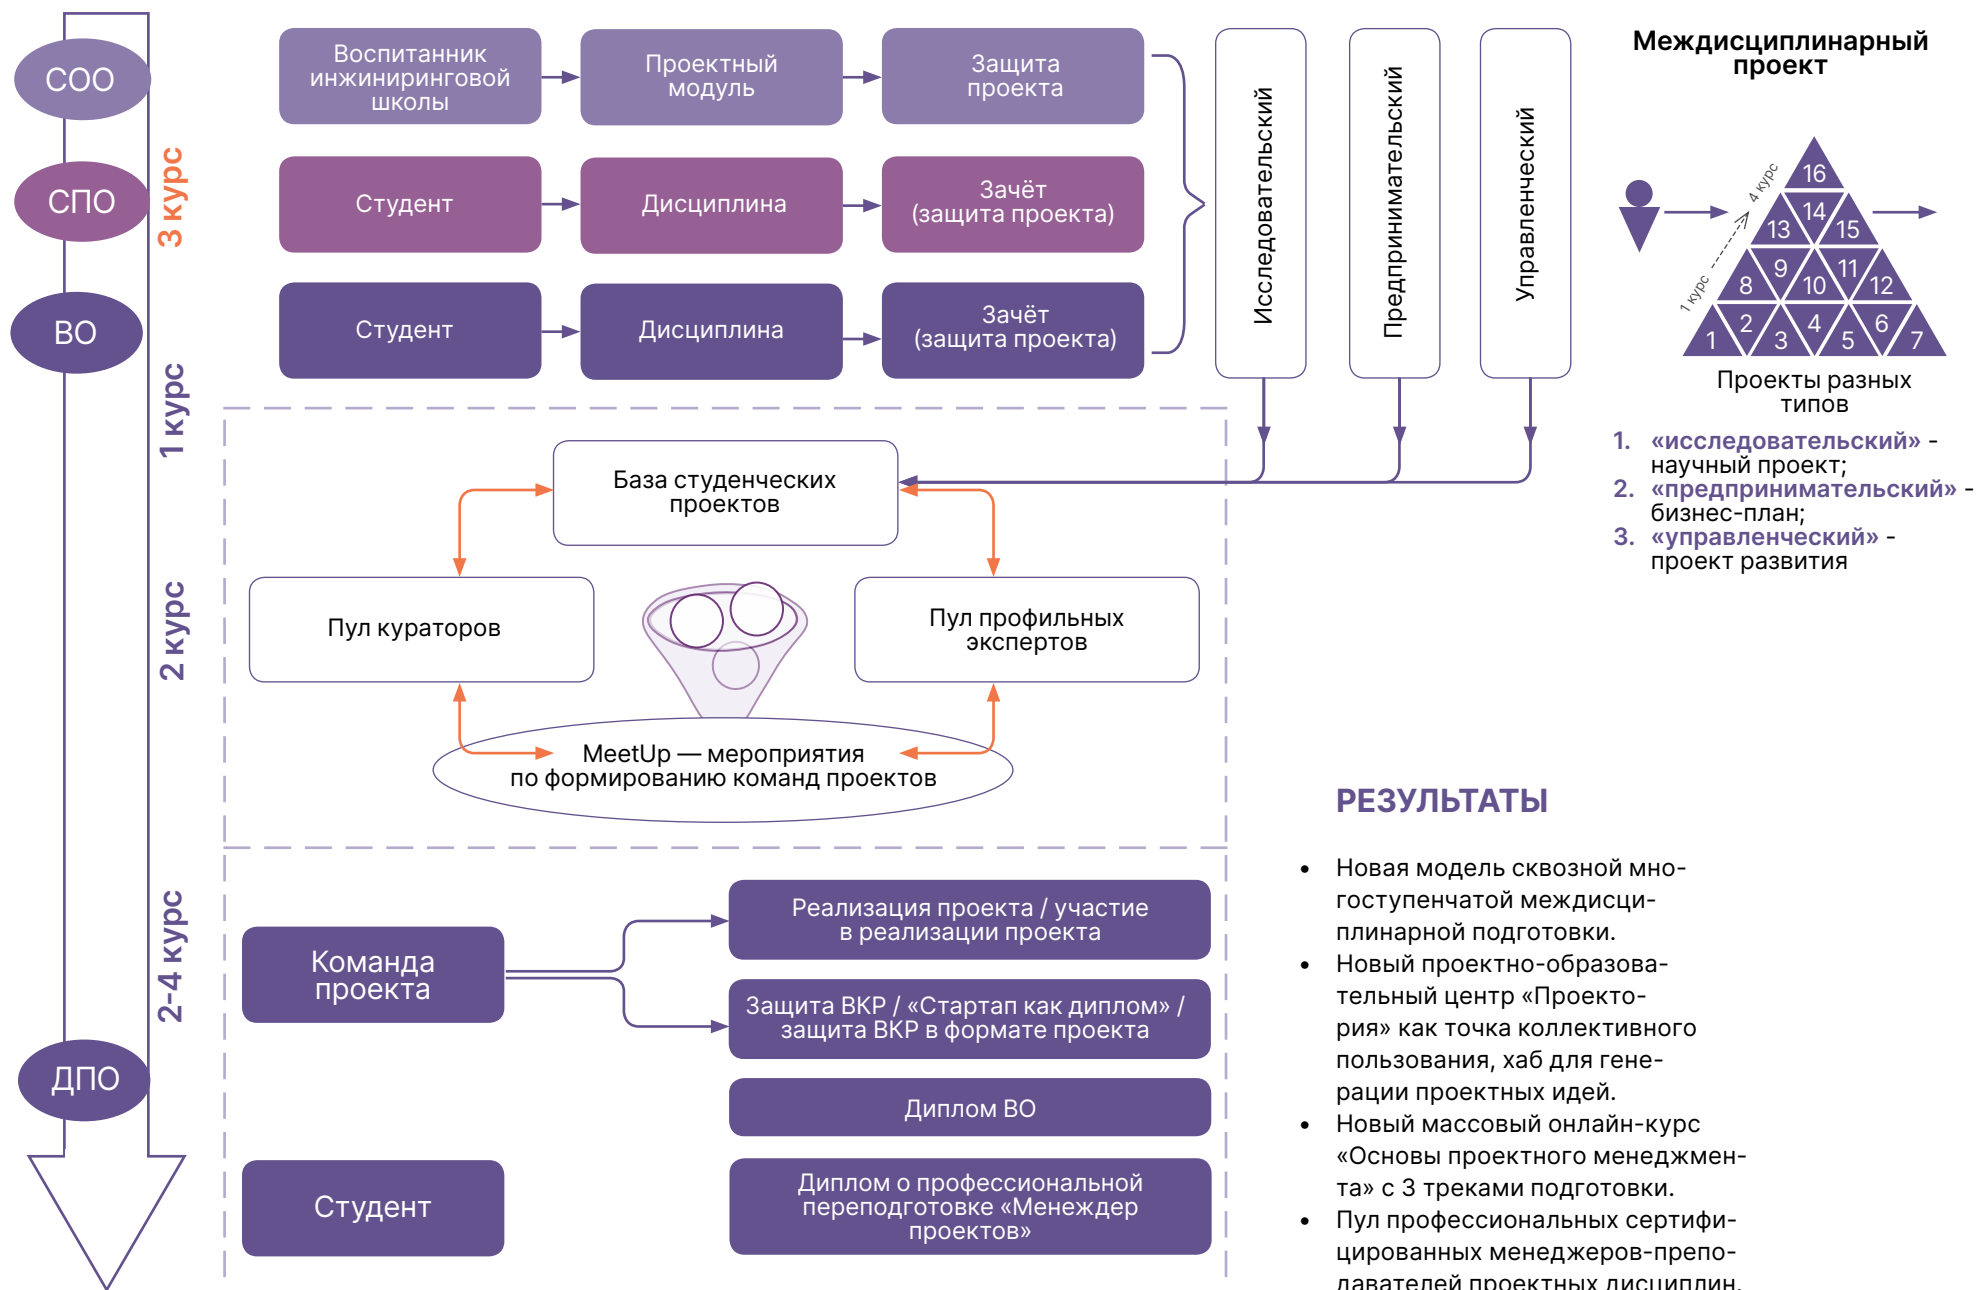 СОО
СПО
ВО
ДПО
3 курс
1 курс
2 курс
2-4 курс
Воспитанник
инжиниринговой
школы
Проектный
модуль
Защита
проекта
Студент
Дисциплина
Зачёт
(защита проекта)
Студент
Дисциплина
Зачёт
(защита проекта)
Исследовательский
Предпринимательский
Управленческий
Междисциплинарный
проект
1 курс
4 курс
16
13
14
15
8
9
10
11
12
1
2
3
4
5
6
7
Проекты разных
типов
1. «исследовательский» -
научный проект;
2. «предпринимательский» -
бизнес-план;
3. «управленческий» -
проект развития
База студенческих
проектов
Пул кураторов
Пул профильных
экспертов
MeetUp — мероприятия
по формированию команд проектов
Команда
проекта
Реализация проекта / участие
в реализации проекта
Защита ВКР / «Стартап как диплом» /
защита ВКР в формате проекта
Диплом ВО
Студент
Диплом о профессиональной
переподготовке «Менеждер
проектов»
РЕЗУЛЬТАТЫ
• Новая модель сквозной мно-
гоступенчатой междисци-
плинарной подготовки.
• Новый проектно-образова-
тельный центр «Проекто-
рия» как точка коллективного
пользования, хаб для гене-
рации проектных идей.
• Новый массовый онлайн-курс
«Основы проектного менеджмен-
та» с 3 треками подготовки.
• Пул профессиональных сертифи-
цированных менеджеров-препо-
давателей проектных дисциплин.